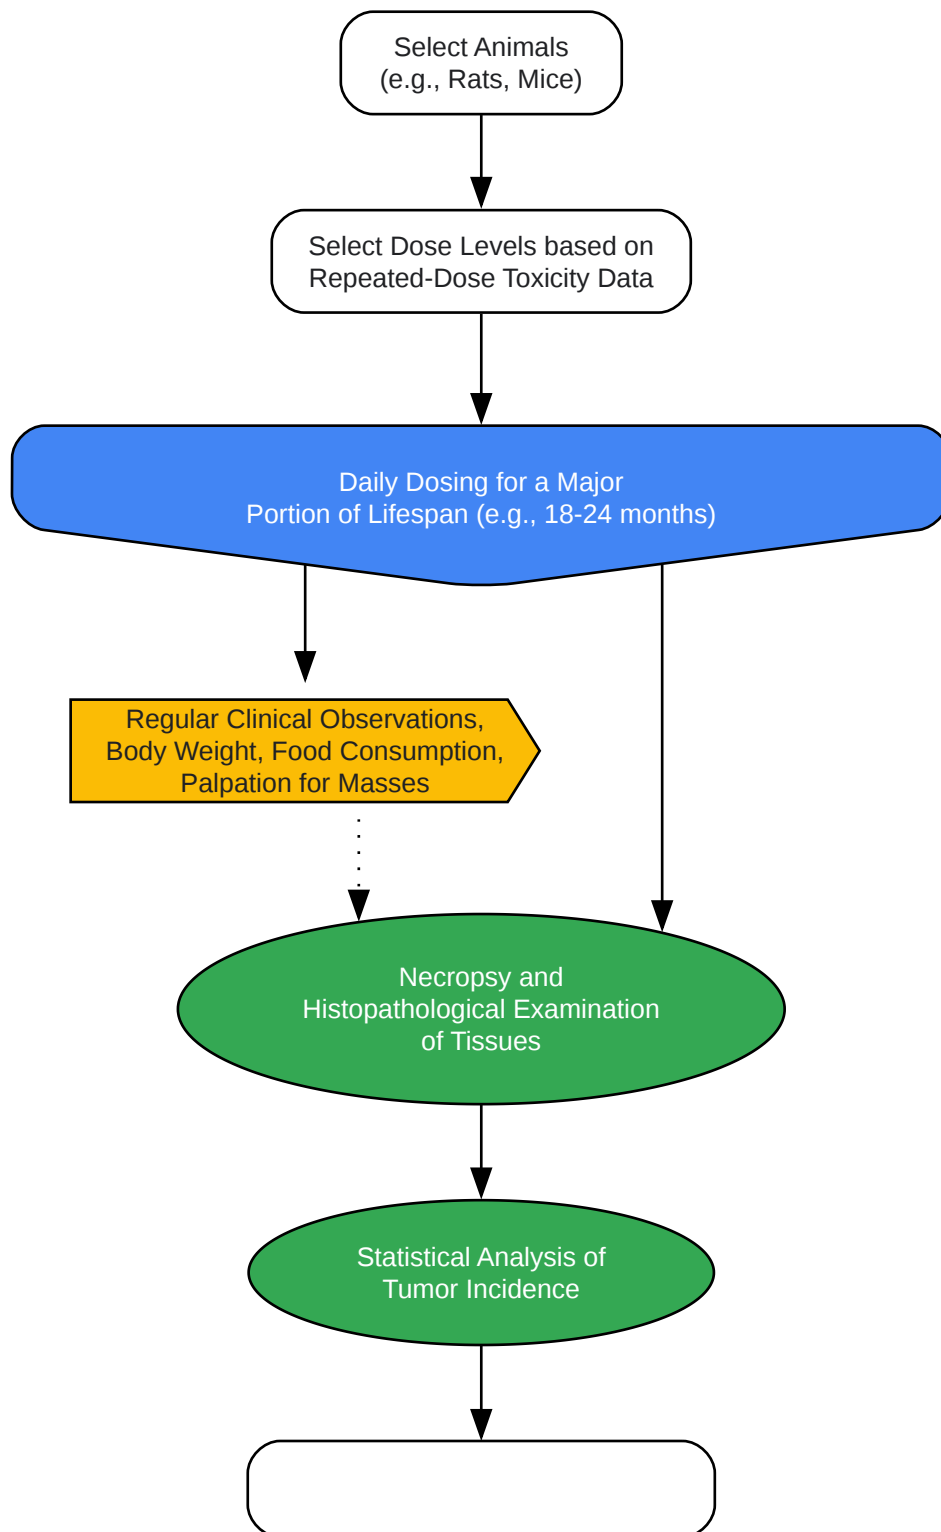 Select Animals
(e.g., Rats, Mice)
Select Dose Levels based on
Repeated-Dose Toxicity Data
Daily Dosing for a Major
Portion of Lifespan (e.g., 18-24 months)
Regular Clinical Observations,
Body Weight, Food Consumption,
Palpation for Masses
Necropsy and
Histopathological Examination
of Tissues
Statistical Analysis of
Tumor Incidence